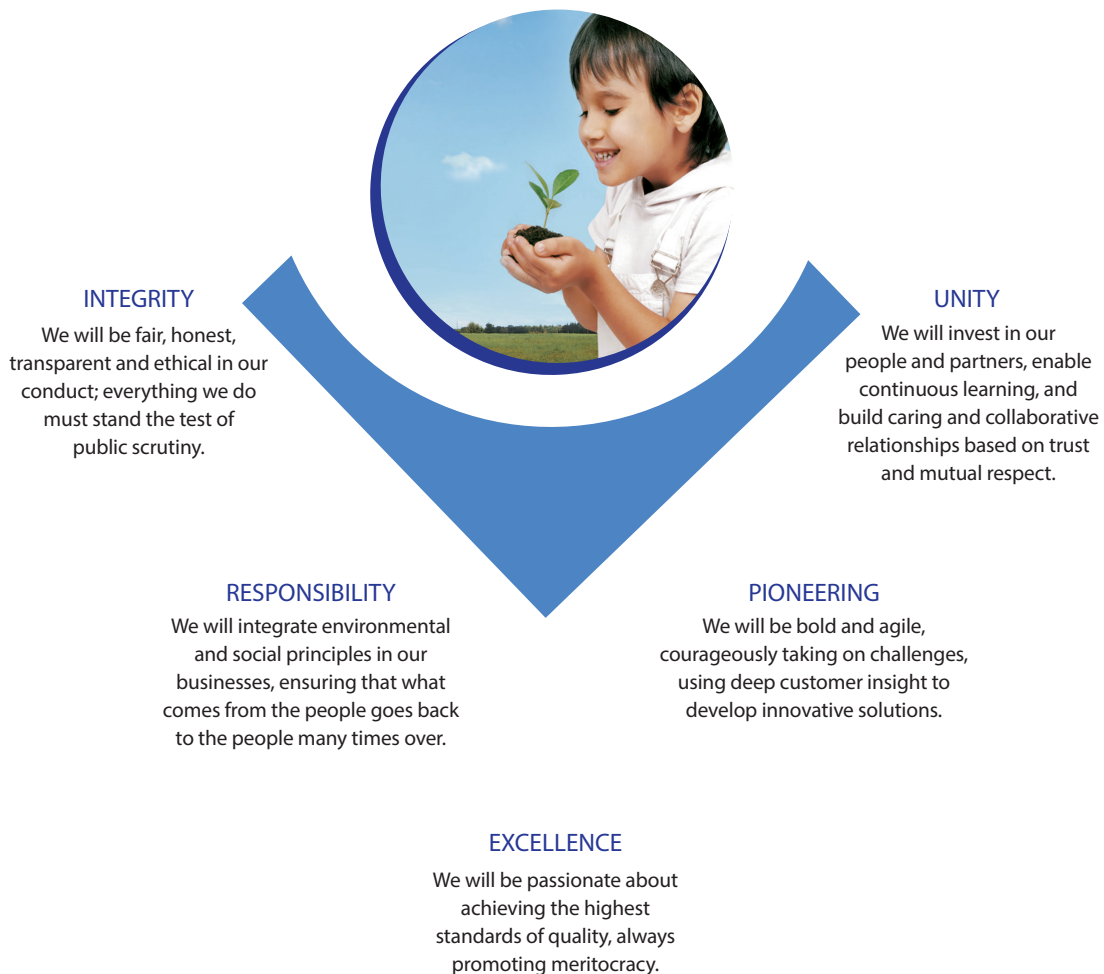 INTEGRITY
We will be fair, honest,
transparent and ethical in our
conduct; everything we do
must stand the test of
public scrutiny.
UNITY
We will invest in our
people and partners, enable
continuous learning, and
build caring and collaborative
relationships based on trust
and mutual respect.
RESPONSIBILITY
We will integrate environmental
and social principles in our
businesses, ensuring that what
comes from the people goes back
to the people many times over.
PIONEERING
We will be bold and agile,
courageously taking on challenges,
using deep customer insight to
develop innovative solutions.
EXCELLENCE
We will be passionate about
achieving the highest
standards of quality, always
promoting meritocracy.